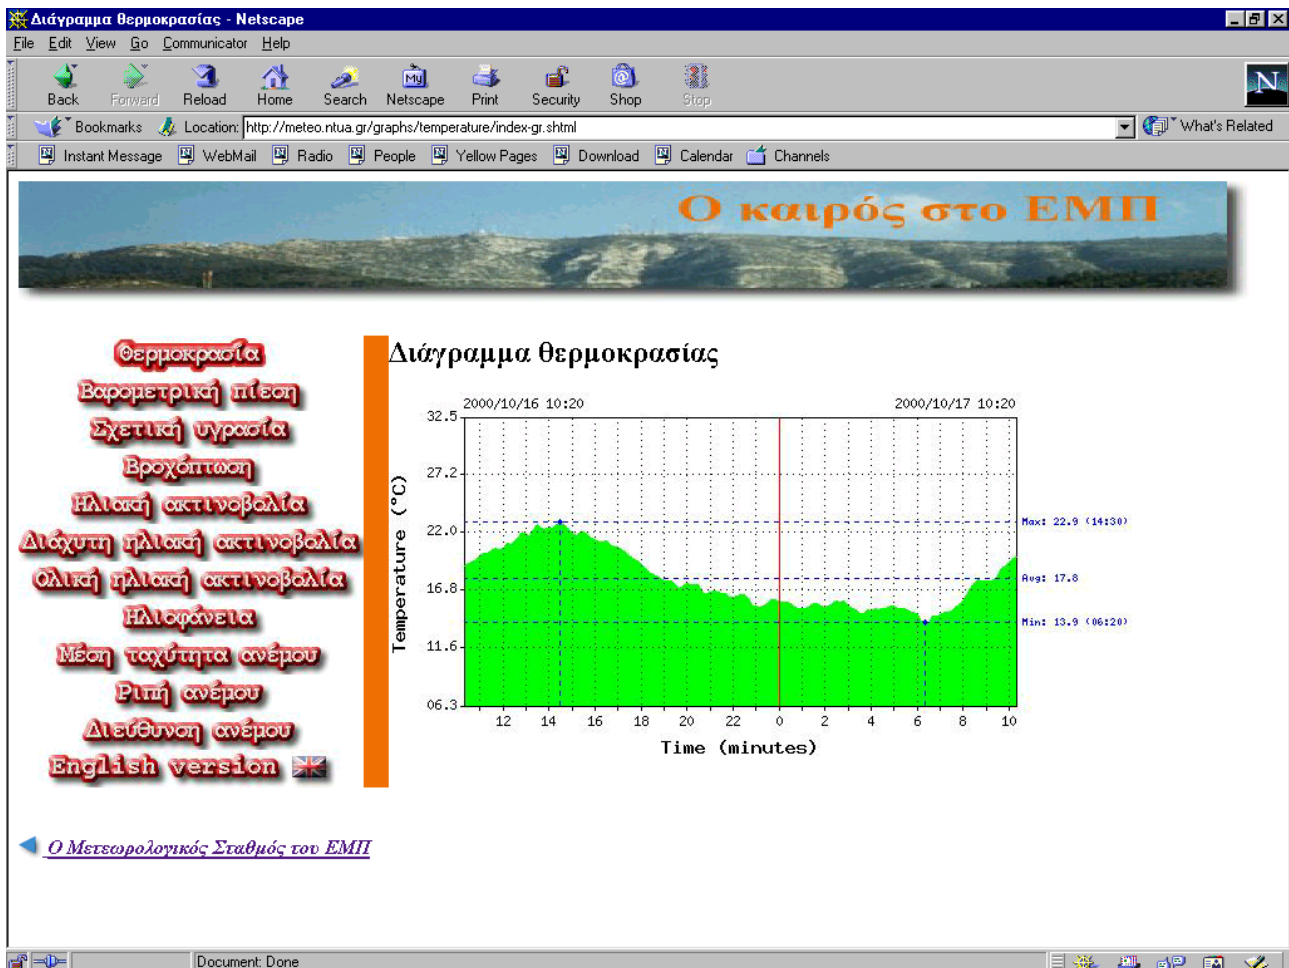 Διάγραμμα θερμοκρασίας - Netscape
File Edit View Go Communicator Help
Back Forward Reload Home Search Netscape Print Security Shop Stop
Bookmarks Location: http://meteo.ntua.gr/graphs/temperature/index-gr.shtml What's Related
Instant Message WebMail Radio People Yellow Pages Download Calendar Channels
Ο καιρός στο ΕΜΠ
Θερμοκρασία
Βαρομετρική πίεση
Σχετική υγρασία
Βροχόπτωση
Ηλιακή ακτινοβολία
Διάχυτη ηλιακή ακτινοβολία
Ολική ηλιακή ακτινοβολία
Ηλιοφάνεια
Μέση ταχύτητα ανέμου
Ριπή ανέμου
Διεύθυνση ανέμου
English version
Διάγραμμα θερμοκρασίας
2000/10/16 10:20 2000/10/17 10:20
32.5
27.2
22.0
16.8
11.6
06.3
Temperature (°C)
Max: 22.9 (14:30)
Avg: 17.8
Min: 13.9 (06:20)
12 14 16 18 20 22 0 2 4 6 8 10
Time (minutes)
Ο Μετεωρολογικός Σταθμός του ΕΜΠ
Document: Done